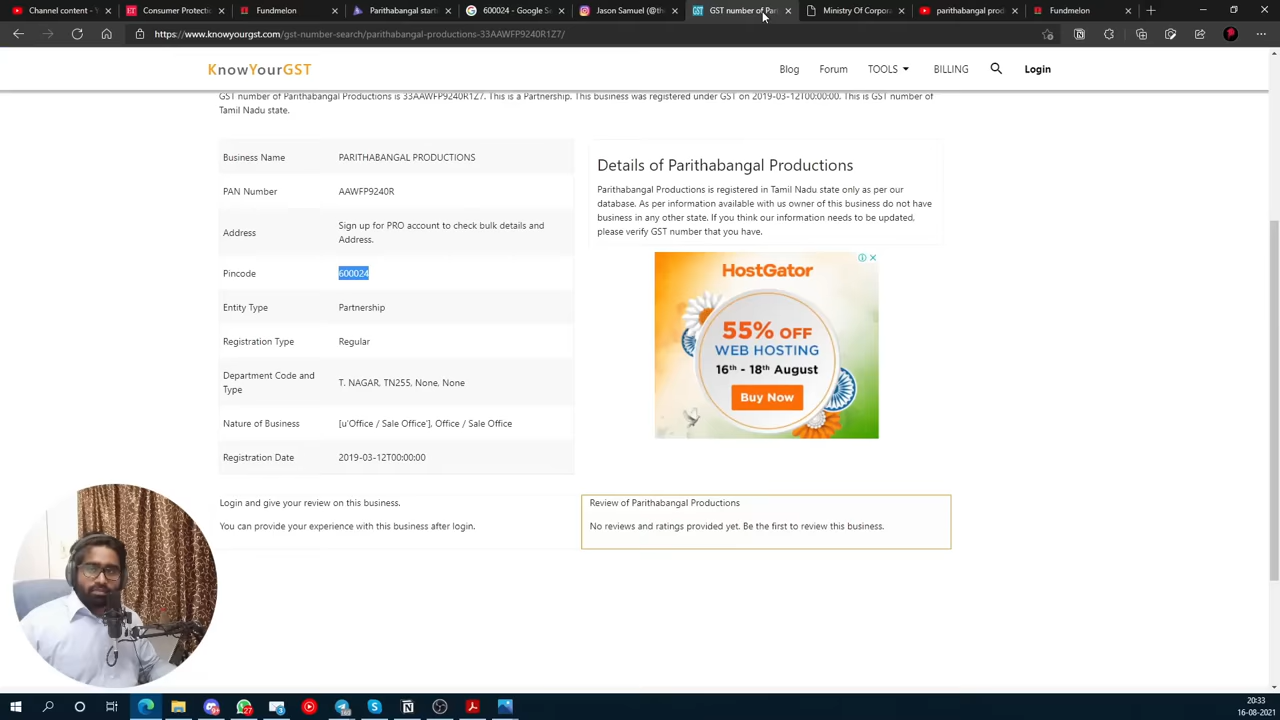 Channel content - Y
Consumer Protect
Fundmelon
Parithabangal start
600024 - Google Se
Jason Samuel (@th
GST number of Par
Ministry Of Corpora
parithabangal prod
Fundmelon
https://www.knowyourgst.com/gst-number-search/parithabangal-productions-33AAWFP9240R1Z7/
KnowYourGST
Blog
Forum
TOOLS
BILLING
Login
GST number of Parithabangal Productions is 33AAWFP9240R1Z7. This is a Partnership. This business was registered under GST on 2019-03-12T00:00:00. This is GST number of
Tamil Nadu state.
Business Name PARITHABANGAL PRODUCTIONS
PAN Number AAWFP9240R
Address Sign up for PRO account to check bulk details and
Address.
Pincode 600024
Entity Type Partnership
Registration Type Regular
Department Code and
Type
T. NAGAR, TN255, None, None
Nature of Business [u'Office / Sale Office'], Office / Sale Office
Registration Date 2019-03-12T00:00:00
Details of Parithabangal Productions
Parithabangal Productions is registered in Tamil Nadu state only as per our
database. As per information available with us owner of this business do not have
business in any other state. If you think our information needs to be updated,
please verify GST number that you have.
HostGator
55% OFF
WEB HOSTING
16th - 18th August
Buy Now
Login and give your review on this business.
You can provide your experience with this business after login.
Review of Parithabangal Productions
No reviews and ratings provided yet. Be the first to review this business.
20:33
16-08-2021